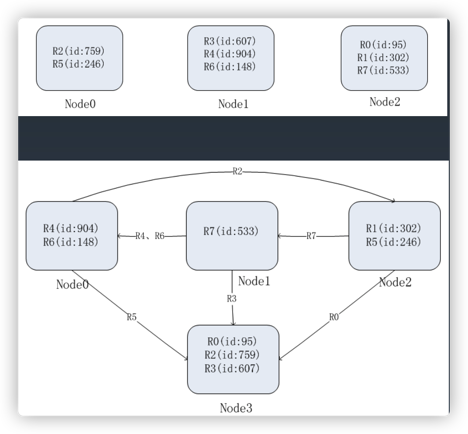 R2(id:759)
R5(id:246)
Node0
R3(id:607)
R4(id:904)
R6(id:148)
Node1
R0(id:95)
R1(id:302)
R7(id:533)
Node2
R2
R4(id:904)
R6(id:148)
Node0
R4、R6
R7(id:533)
Node1
R7
R1(id:302)
R5(id:246)
Node2
R5
R3
R0
R0(id:95)
R2(id:759)
R3(id:607)
Node3